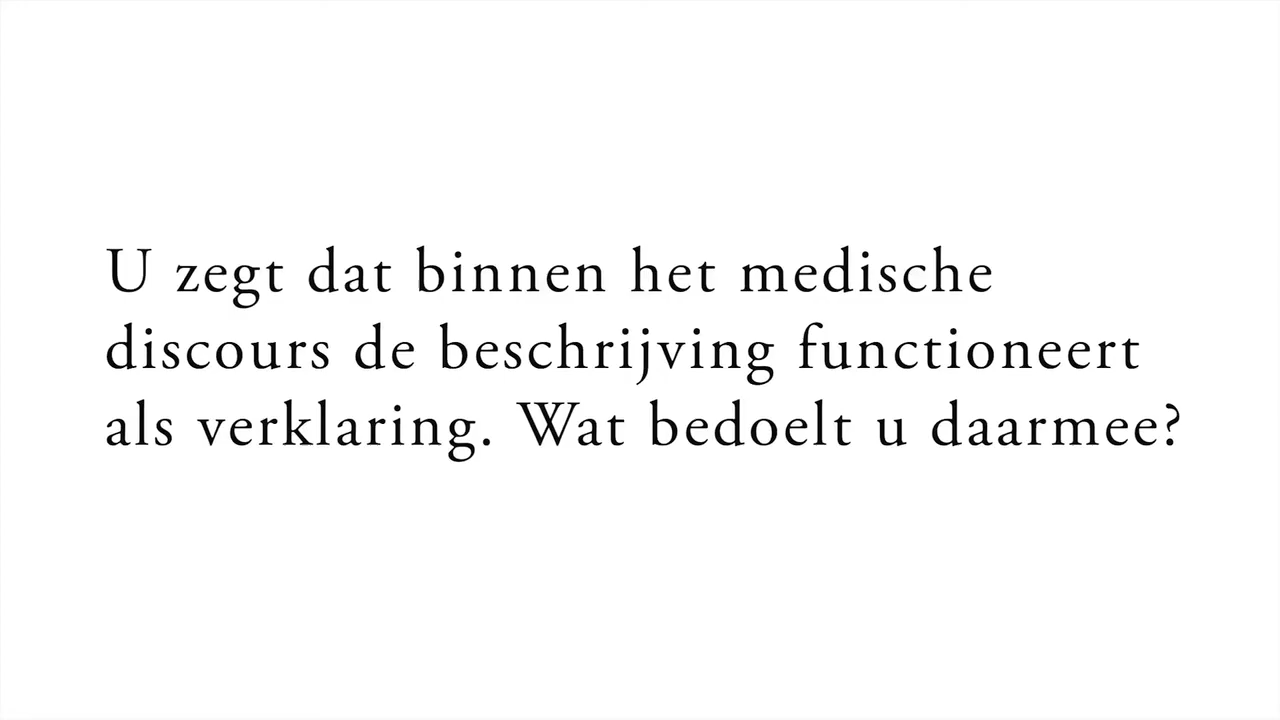 U zegt dat binnen het medische
discours de beschrijving functioneert
als verklaring. Wat bedoelt u daarmee?